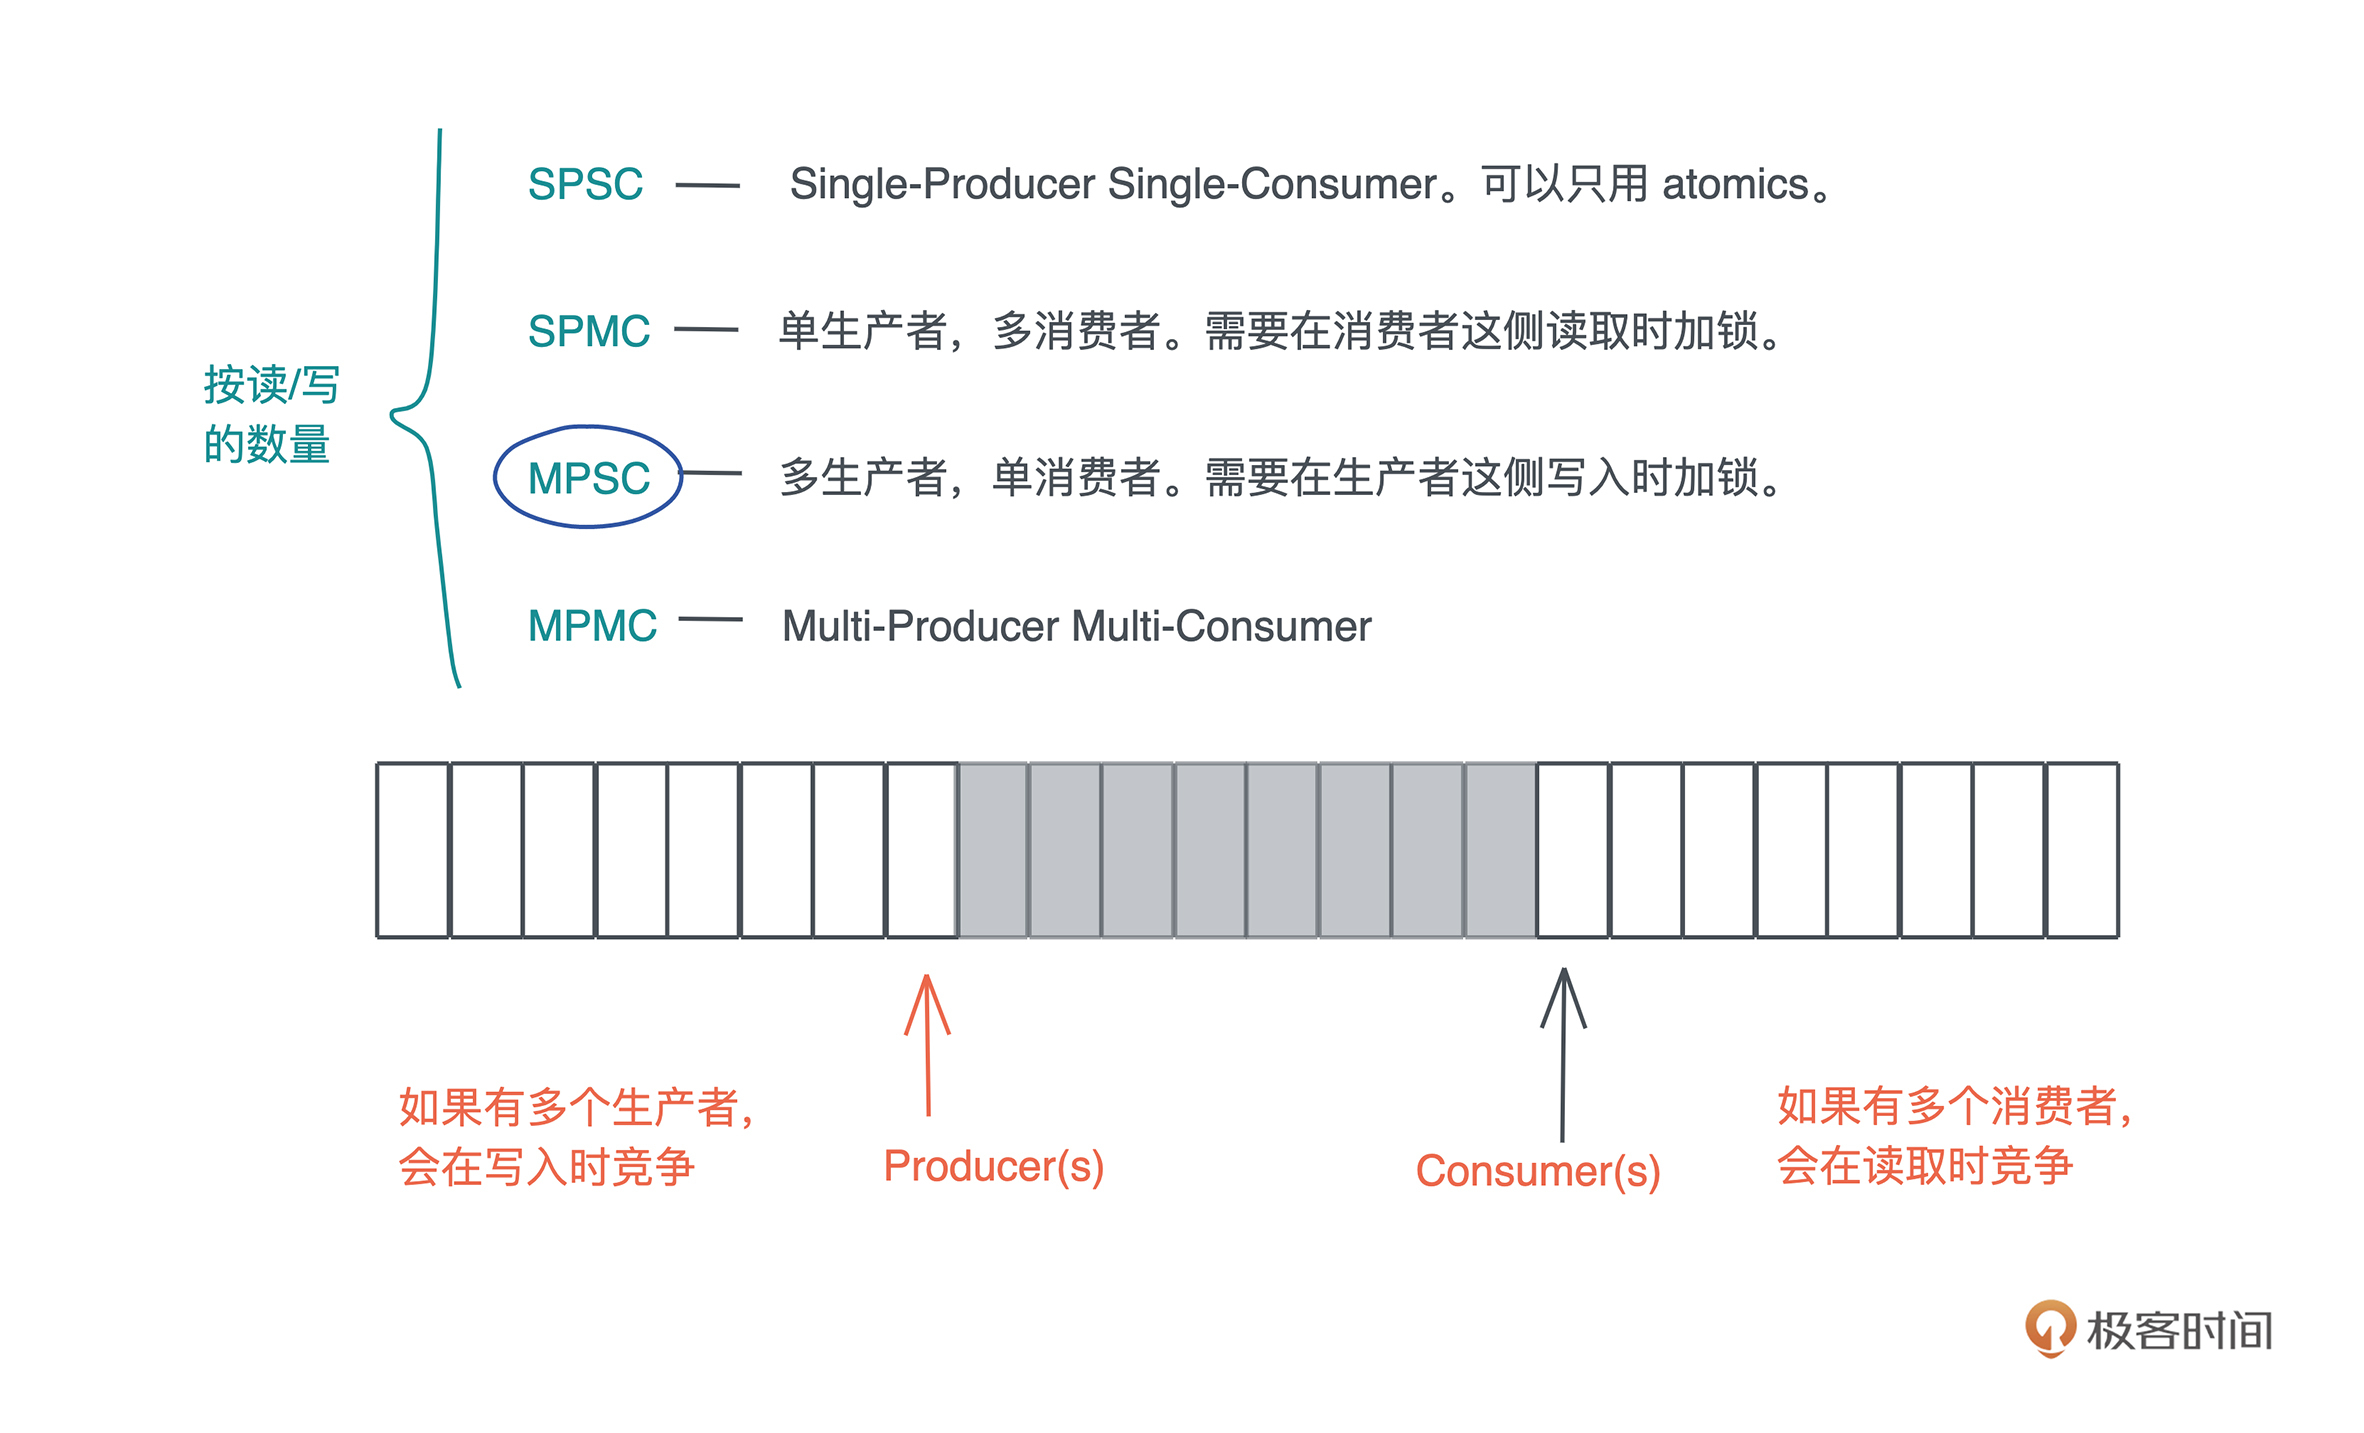 SPSC Single-Producer Single-Consumer。可以只用 atomics。
SPMC 单生产者，多消费者。需要在消费者这侧读取时加锁。
按读/写
的数量
MPSC 多生产者，单消费者。需要在生产者这侧写入时加锁。
MPMC Multi-Producer Multi-Consumer
如果有多个生产者，
会在写入时竞争
Producer(s)
Consumer(s)
如果有多个消费者，
会在读取时竞争
极客时间